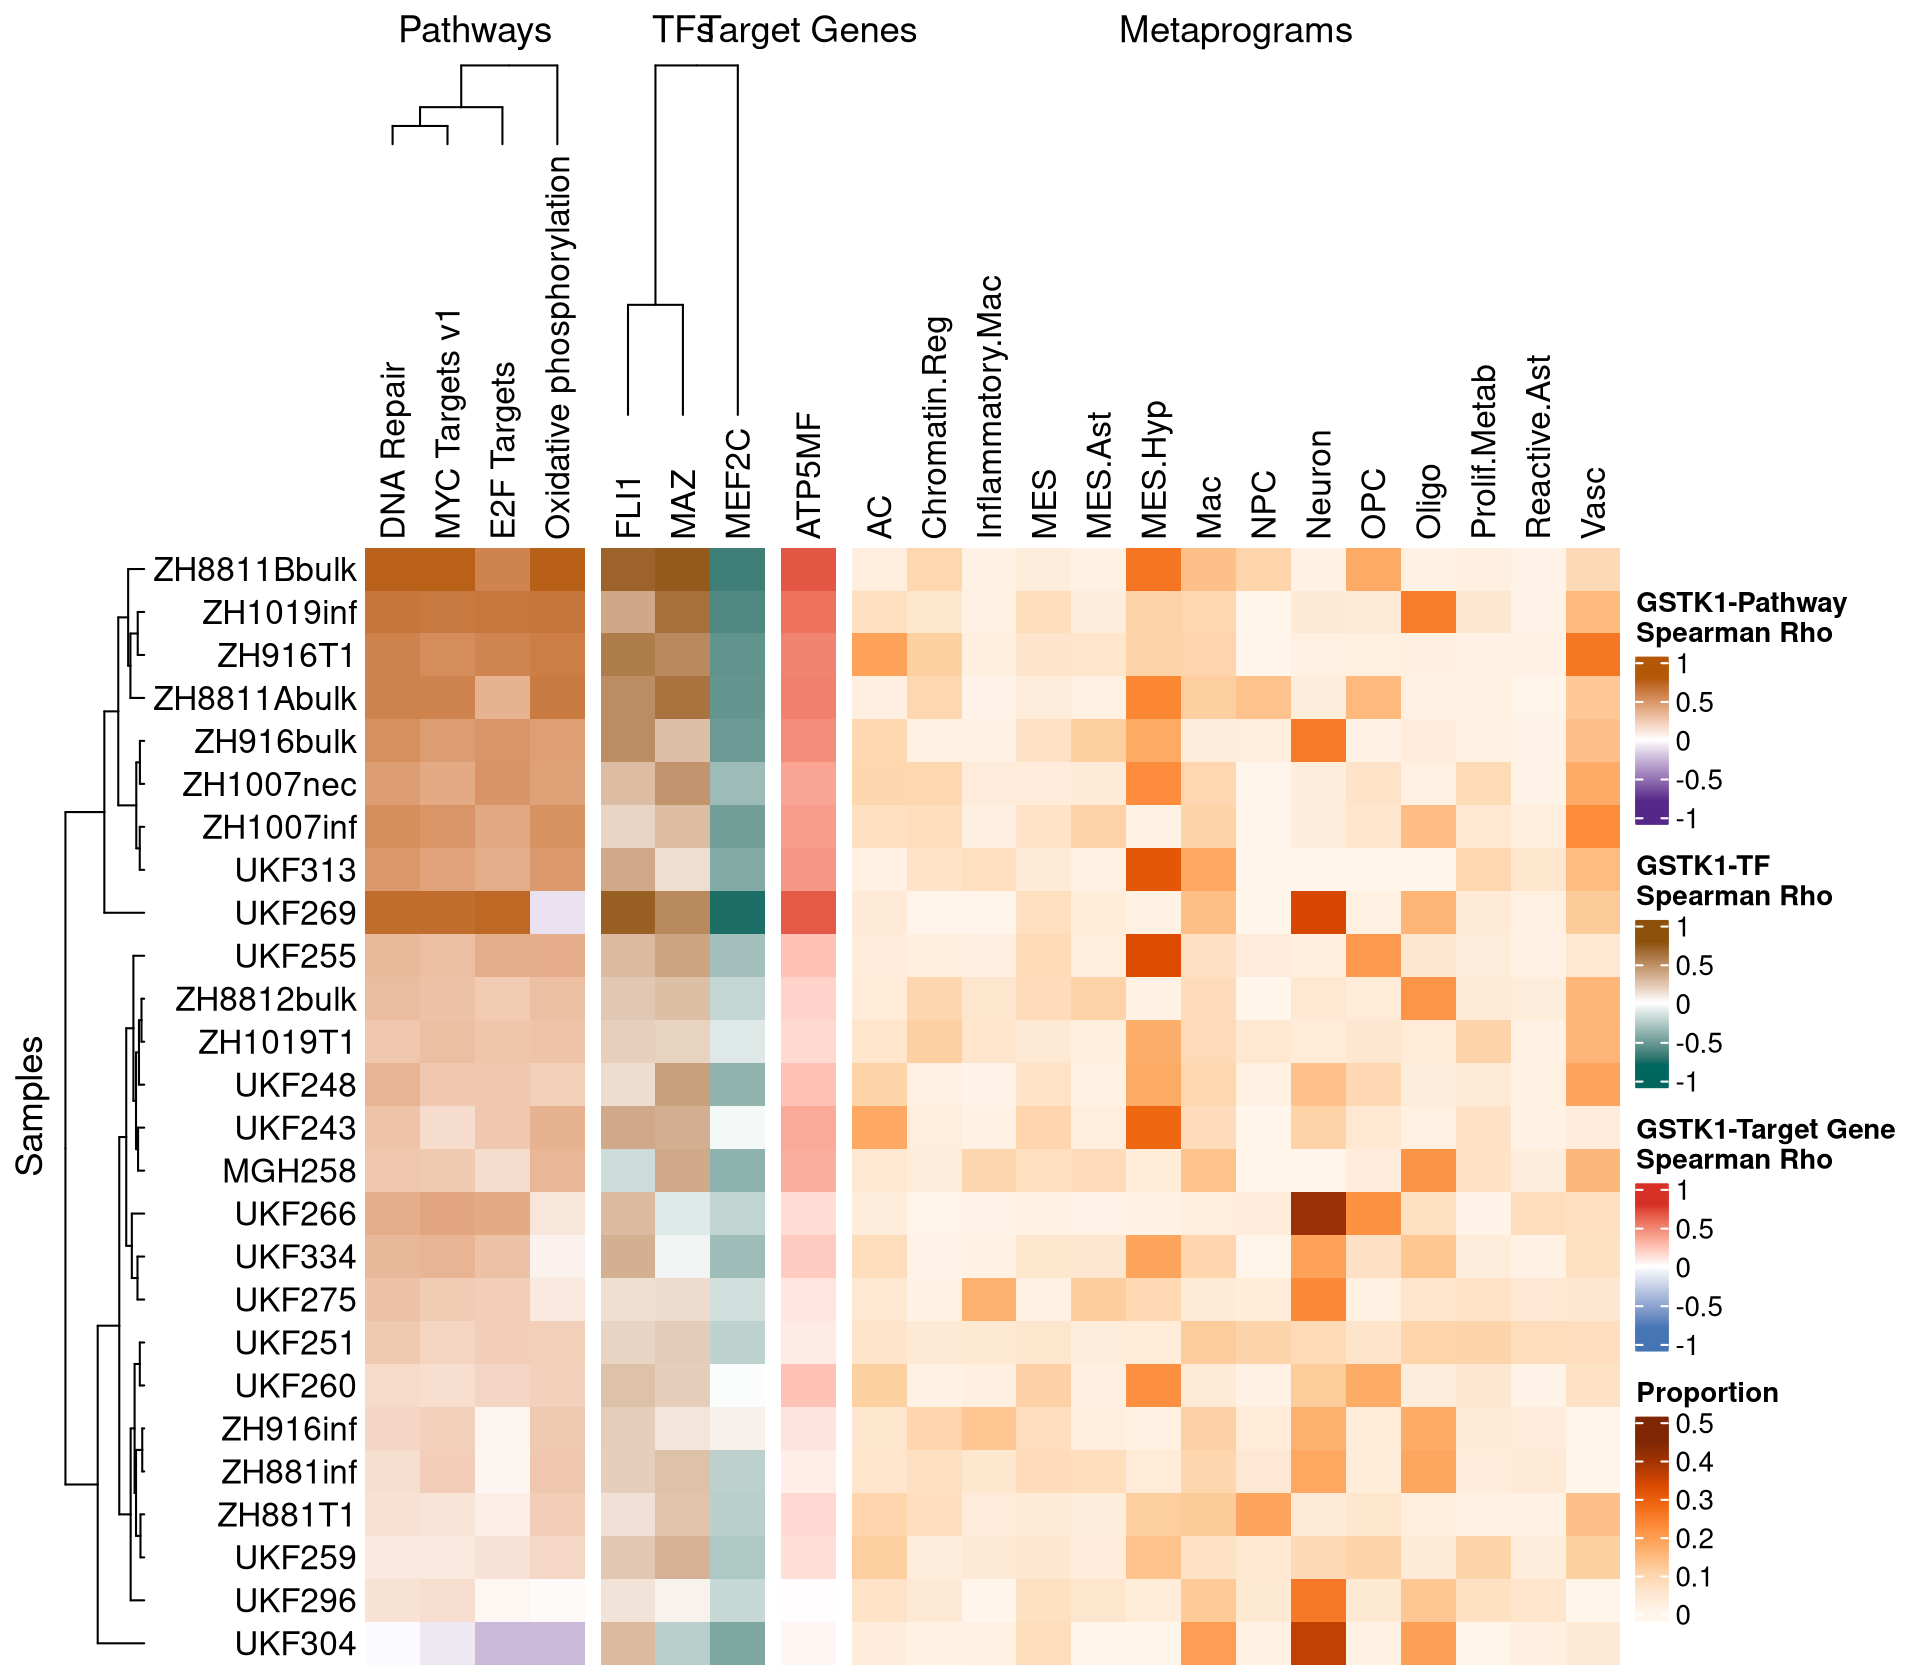 Pathways
TFs
Target Genes
Metaprograms
DNA Repair
MYC Targets v1
E2F Targets
Oxidative phosphorylation
FLI1
MAZ
MEF2C
ATP5MF
AC
Chromatin.Reg
Inflammatory.Mac
MES
MES.Ast
MES.Hyp
Mac
NPC
Neuron
OPC
Oligo
Prolif.Metab
Reactive.Ast
Vasc
Samples
ZH8811Bbulk
ZH1019inf
ZH916T1
ZH8811Abulk
ZH916bulk
ZH1007nec
ZH1007inf
UKF313
UKF269
UKF255
ZH8812bulk
ZH1019T1
UKF248
UKF243
MGH258
UKF266
UKF334
UKF275
UKF251
UKF260
ZH916inf
ZH881inf
ZH881T1
UKF259
UKF296
UKF304
GSTK1-Pathway
Spearman Rho
1
0.5
0
-0.5
-1
GSTK1-TF
Spearman Rho
1
0.5
0
-0.5
-1
GSTK1-Target Gene
Spearman Rho
1
0.5
0
-0.5
-1
Proportion
0.5
0.4
0.3
0.2
0.1
0